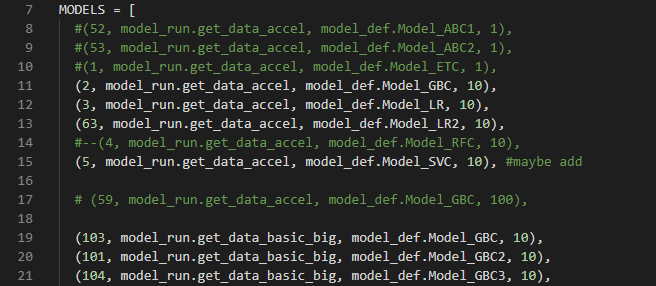 7 MODELS = [
8 #(52, model_run.get_data_accel, model_def.Model_ABC1, 1),
9 #(53, model_run.get_data_accel, model_def.Model_ABC2, 1),
10 #(1, model_run.get_data_accel, model_def.Model_ETC, 1),
11 (2, model_run.get_data_accel, model_def.Model_GBC, 10),
12 (3, model_run.get_data_accel, model_def.Model_LR, 10),
13 (63, model_run.get_data_accel, model_def.Model_LR2, 10),
14 #--(4, model_run.get_data_accel, model_def.Model_RFC, 10),
15 (5, model_run.get_data_accel, model_def.Model_SVC, 10), #maybe add
16
17 # (59, model_run.get_data_accel, model_def.Model_GBC, 100),
18
19 (103, model_run.get_data_basic_big, model_def.Model_GBC, 10),
20 (101, model_run.get_data_basic_big, model_def.Model_GBC2, 10),
21 (104, model_run.get_data_basic_big, model_def.Model_GBC3, 10),